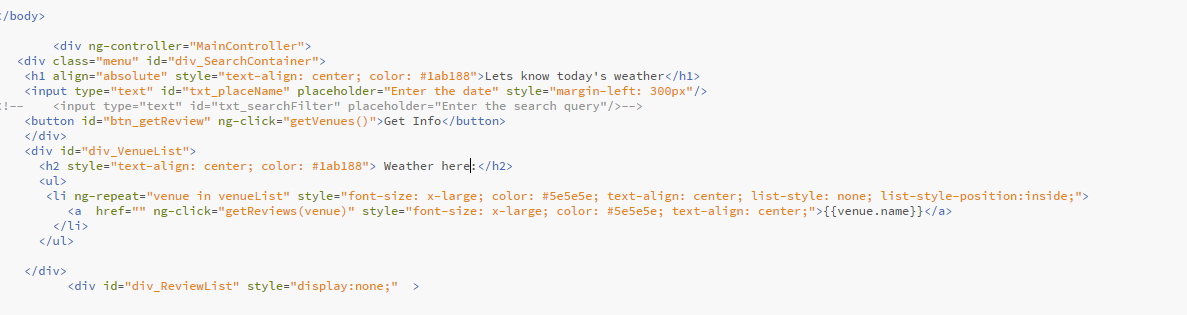 /body>
<div ng-controller="MainController">
<div class="menu" id="div_SearchContainer">
<h1 align="absolute" style="text-align: center; color: #1ab188">Lets know today's weather</h1>
<input type="text" id="txt_placeName" placeholder="Enter the date" style="margin-left: 300px"/>
!--    <input type="text" id="txt_searchFilter" placeholder="Enter the search query"/>-->
<button id="btn_getReview" ng-click="getVenues()">Get Info</button>
</div>
<div id="div_VenueList">
<h2 style="text-align: center; color: #1ab188"> Weather here:</h2>
<ul>
<li ng-repeat="venue in venueList" style="font-size: x-large; color: #5e5e5e; text-align: center; list-style: none; list-style-position:inside;">
<a  href="" ng-click="getReviews(venue)" style="font-size: x-large; color: #5e5e5e; text-align: center;">{{venue.name}}</a>
</li>
</ul>
</div>
<div id="div_ReviewList" style="display:none;"  >